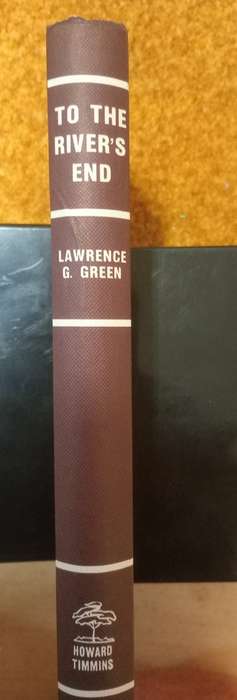 TO THE
RIVER'S
END
LAWRENCE
G. GREEN
HOWARD
TIMMINS